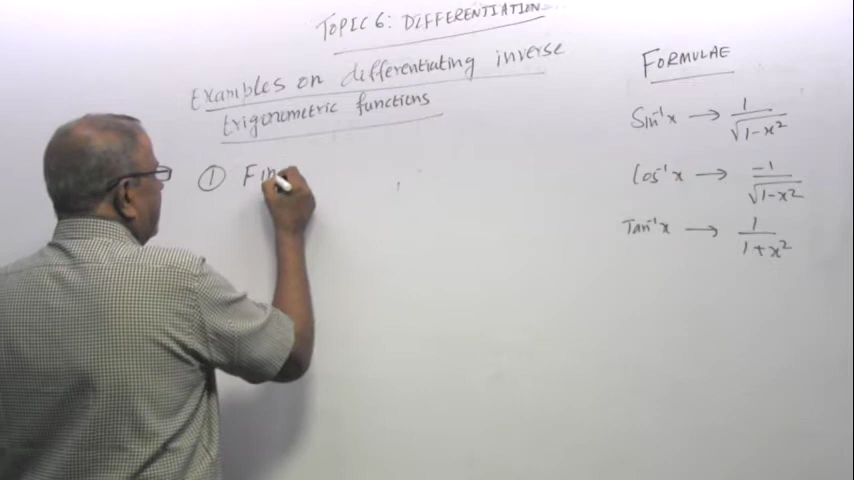 TOPIC 6: DIFFERENTIATION
Examples on differentiating inverse
trigonometric functions
① Fin
FORMULAE
Sin⁻¹x → 1/√(1-x²)
Cos⁻¹x → -1/√(1-x²)
Tan⁻¹x → 1/(1+x²)